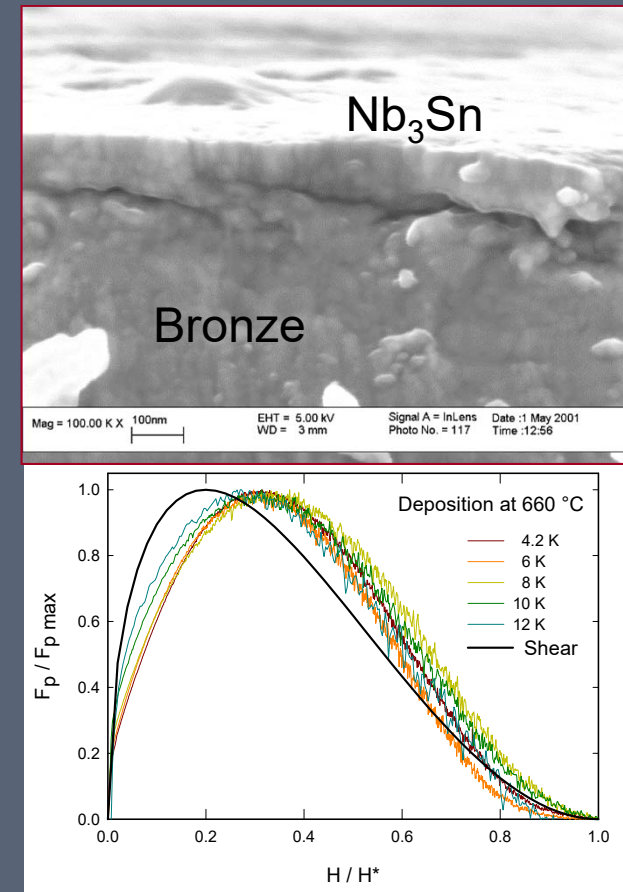 Nb₃Sn
Bronze
Mag = 100.00 K X 100nm EHT = 5.00 kV Signal A = InLens Date :1 May 2001
WD = 3 mm Photo No. = 117 Time :12:56
Deposition at 660 °C
4.2 K
6 K
8 K
10 K
12 K
Shear
Fp / Fp max
1.0
0.8
0.6
0.4
0.2
0.0
0.0 0.2 0.4 0.6 0.8 1.0
H / H*